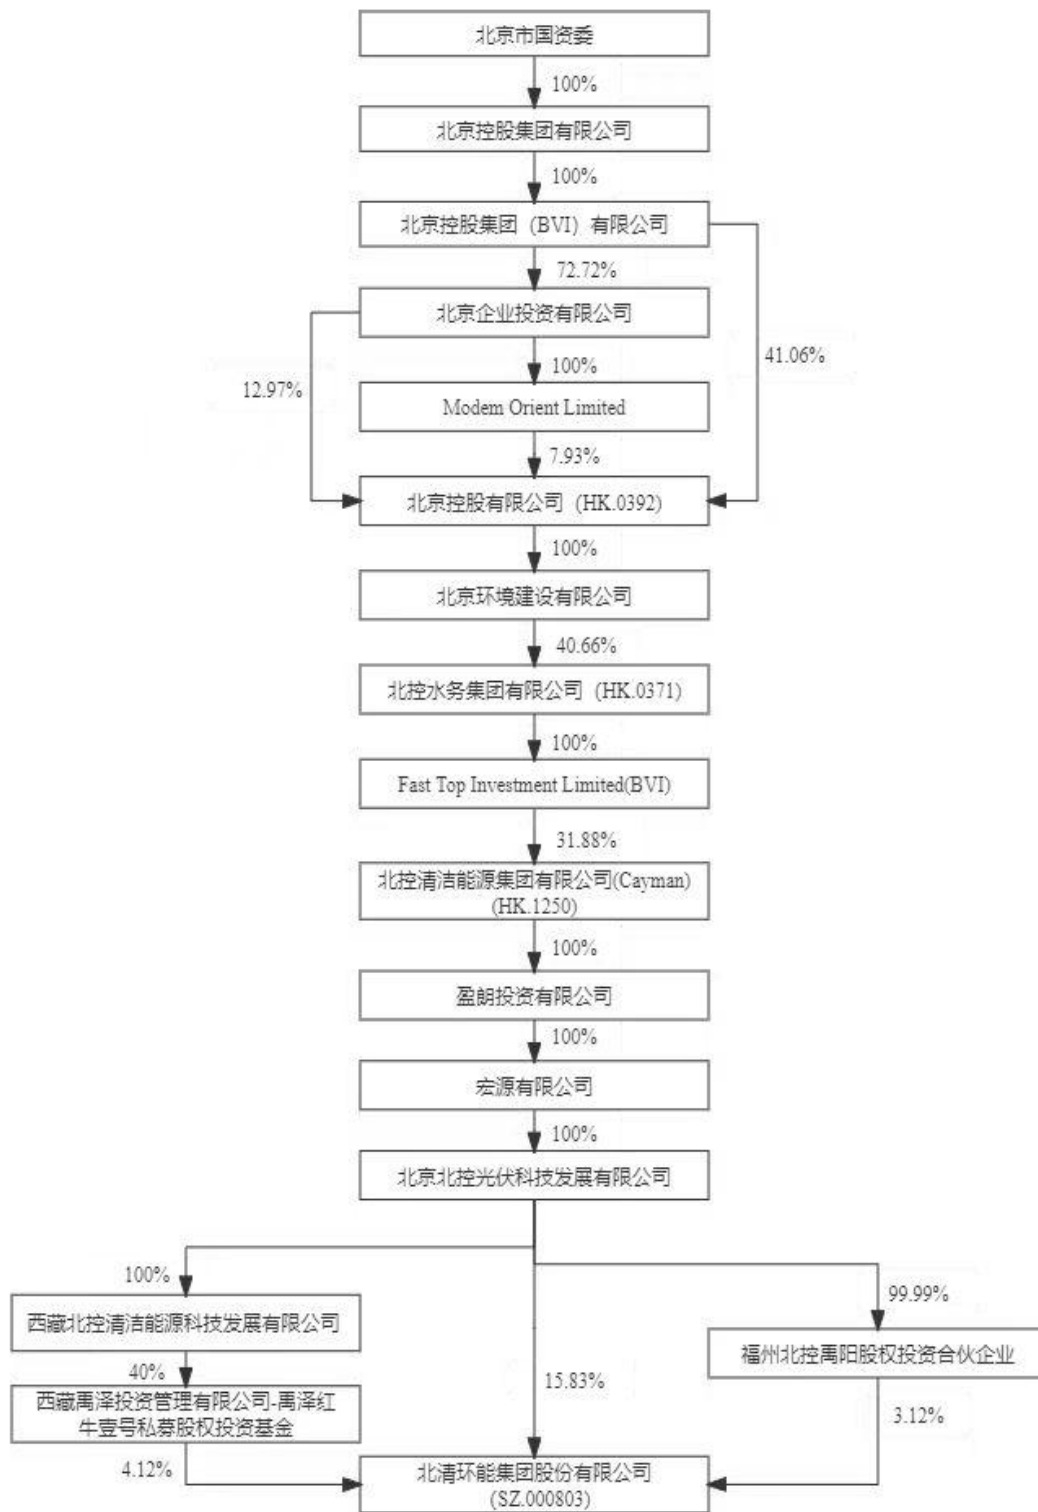 北京市国资委
100%
北京控股集团有限公司
100%
北京控股集团（BVI）有限公司
72.72%
北京企业投资有限公司
41.06%
12.97%
100%
Modem Orient Limited
7.93%
北京控股有限公司 (HK.0392)
100%
北京环境建设有限公司
40.66%
北控水务集团有限公司 (HK.0371)
100%
Fast Top Investment Limited(BVI)
31.88%
北控清洁能源集团有限公司(Cayman)
(HK.1250)
100%
盈朗投资有限公司
100%
宏源有限公司
100%
北京北控光伏科技发展有限公司
100%
99.99%
西藏北控清洁能源科技发展有限公司
福州北控禹阳股权投资合伙企业
40%
15.83%
西藏禹泽投资管理有限公司-禹泽红
牛壹号私募股权投资基金
3.12%
4.12%
北清环能集团股份有限公司
(SZ.000803)